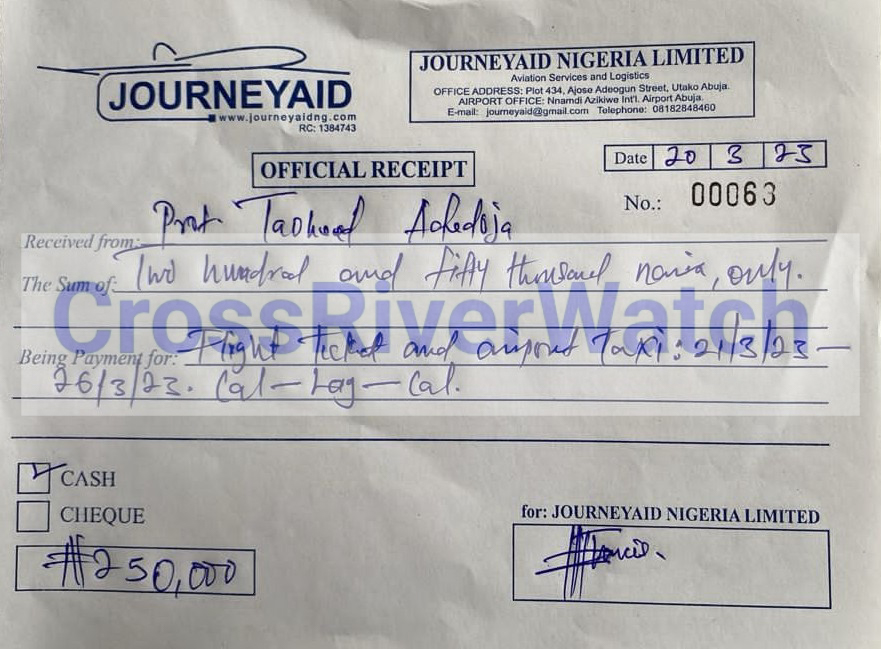 JOURNEYAID
www.journeyaidng.com
RC: 1384743
JOURNEYAID NIGERIA LIMITED
Aviation Services and Logistics
OFFICE ADDRESS: Plot 434, Ajose Adeogun Street, Utako Abuja.
AIRPORT OFFICE: Nnamdi Azikiwe Int'l. Airport Abuja.
E-mail: journeyaid@gmail.com Telephone: 08182848460
OFFICIAL RECEIPT
Date 20 3 23
No.: 00063
Received from: Prof Taoheed Adedoja
The Sum of: Two hundred and fifty thousand naira, only.
CrossRiverWatch
Being Payment for: Flight Ticket and airport Taxi: 21/3/23 —
26/3/23. Cal — Lag — Cal.
CASH
CHEQUE
₦250,000
for: JOURNEYAID NIGERIA LIMITED